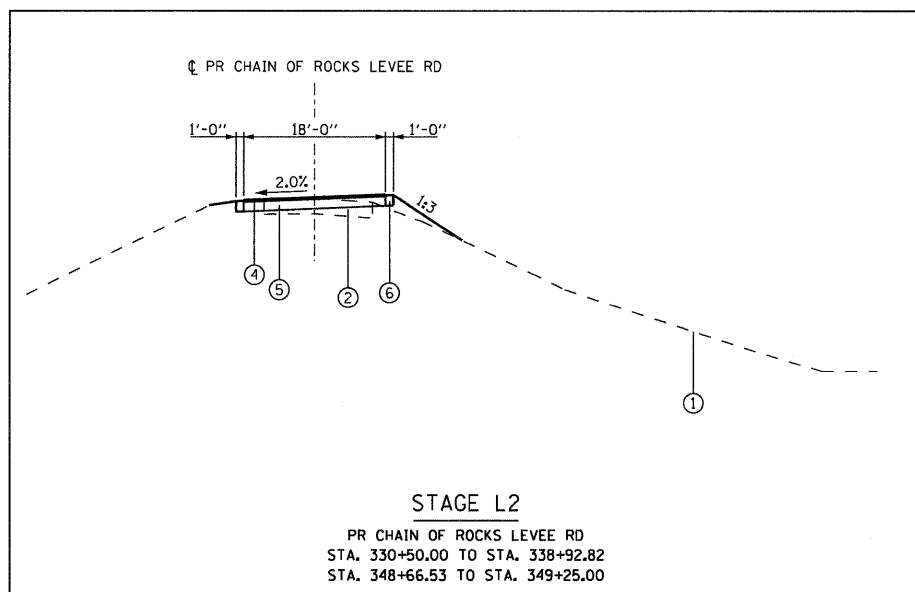 ℄ PR CHAIN OF ROCKS LEVEE RD
1'-0" 18'-0" 1'-0"
2.0%
1:3
4
5
2
6
1
STAGE L2
PR CHAIN OF ROCKS LEVEE RD
STA. 330+50.00 TO STA. 338+92.82
STA. 348+66.53 TO STA. 349+25.00